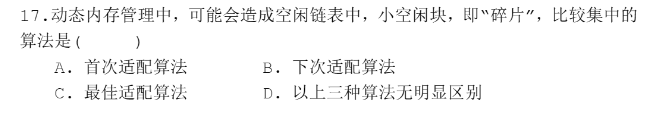 17.动态内存管理中，可能会造成空闲链表中，小空闲块，即“碎片”，比较集中的
算法是(      )
A. 首次适配算法      B. 下次适配算法
C. 最佳适配算法      D. 以上三种算法无明显区别